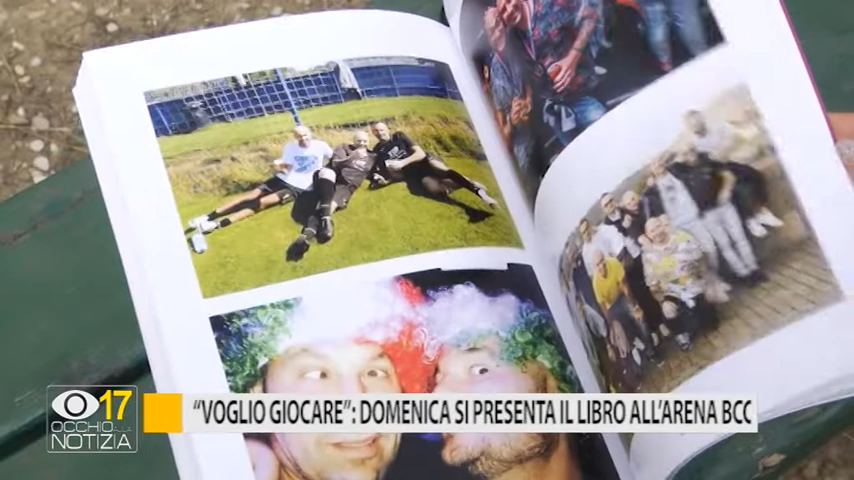 17
OCCHIO ALLA
NOTIZIA
"VOGLIO GIOCARE": DOMENICA SI PRESENTA IL LIBRO ALL'ARENA BCC